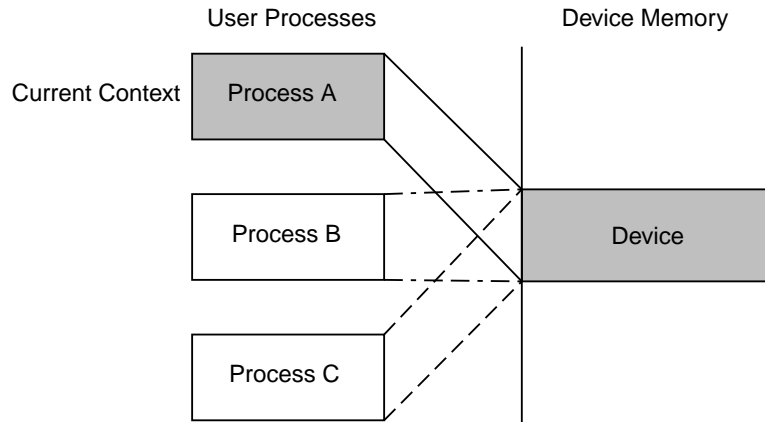 User Processes
Device Memory
Current Context
Process A
Process B
Device
Process C